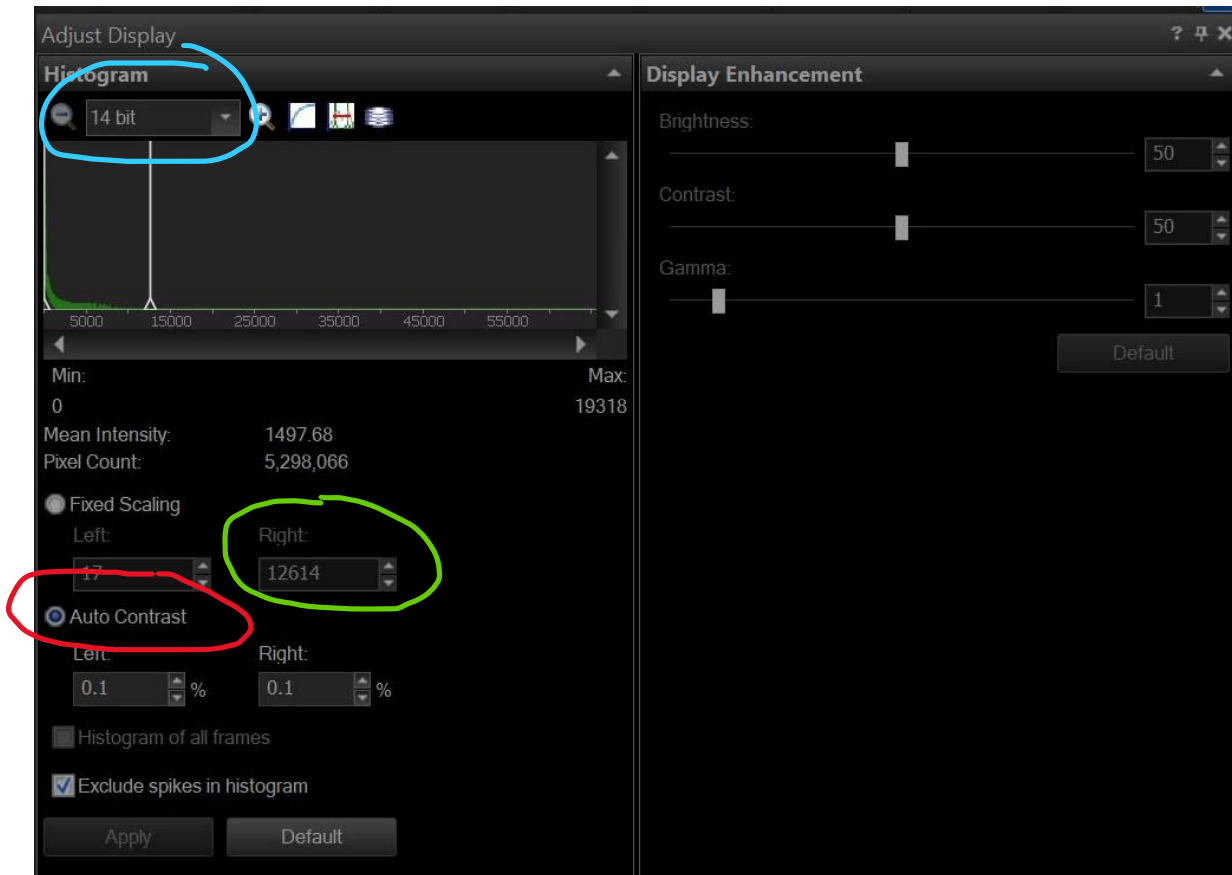 Adjust Display
Histogram
14 bit
5000 15000 25000 35000 45000 55000
Min: Max:
0 19318
Mean Intensity: 1497.68
Pixel Count: 5,298,066
Fixed Scaling
Left: Right:
17 12614
Auto Contrast
Left: Right:
0.1 % 0.1 %
Histogram of all frames
Exclude spikes in histogram
Apply Default
? X
Display Enhancement
Brightness:
50
Contrast:
50
Gamma:
1
Default